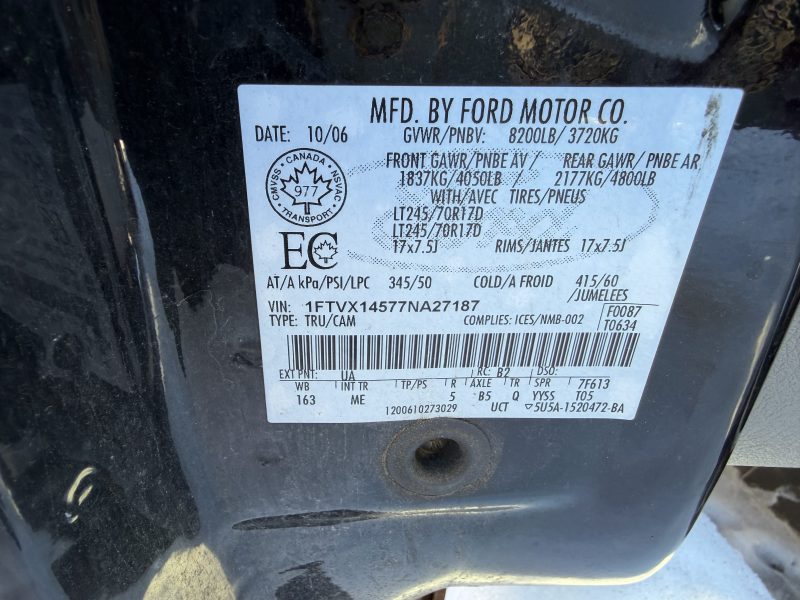 MFD. BY FORD MOTOR CO.
DATE: 10/06 GVWR/PNBV: 8200LB/ 3720KG
FRONT GAWR/PNBE AV / REAR GAWR/ PNBE AR
1837KG/4050LB / 2177KG/4800LB
WITH/AVEC TIRES/PNEUS
LT245/70R17D
LT245/70R17D
17x7.5J RIMS/JANTES 17x7.5J
CANADA
CMVSS NSVAC
977
TRANSPORT
EC
AT/A kPa/PSI/LPC 345/50 COLD/A FROID 415/60
/JUMELEES
VIN: 1FTVX14577NA27187
F0087
TYPE: TRU/CAM COMPLIES: ICES/NMB-002 T0634
EXT PNT: UA RC: B2 DSO:
WB INT TR TP/PS R AXLE TR SPR 7F613
163 ME 5 B5 Q YYSS T05
1200610273029 UCT ▽5U5A-1520472-BA